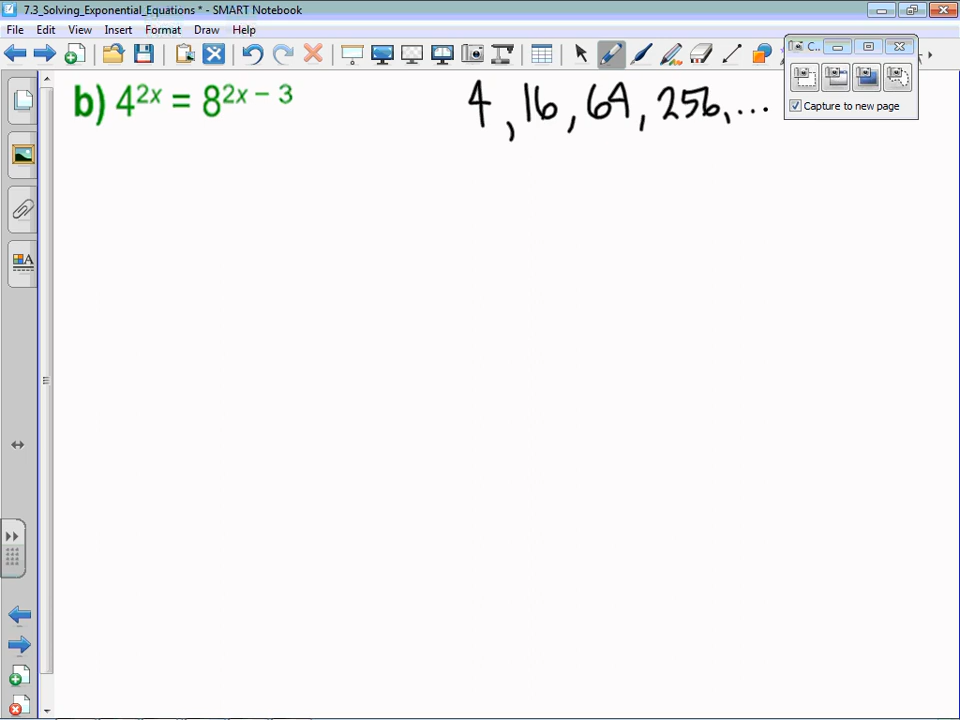 7.3_Solving_Exponential_Equations * - SMART Notebook
File Edit View Insert Format Draw Help
C...
Capture to new page
b) 4^{2x} = 8^{2x – 3}
4, 16, 64, 256, ...